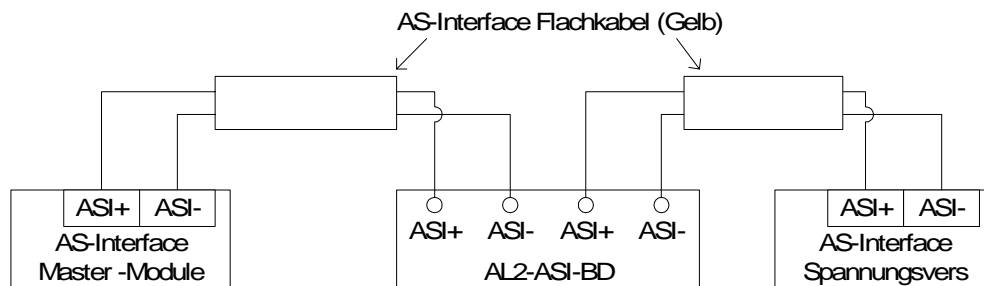 AS-Interface Flachkabel (Gelb)
ASI+ ASI-
AS-Interface
Master -Module
ASI+ ASI- ASI+ ASI-
AL2-ASI-BD
ASI+ ASI-
AS-Interface
Spannungsvers